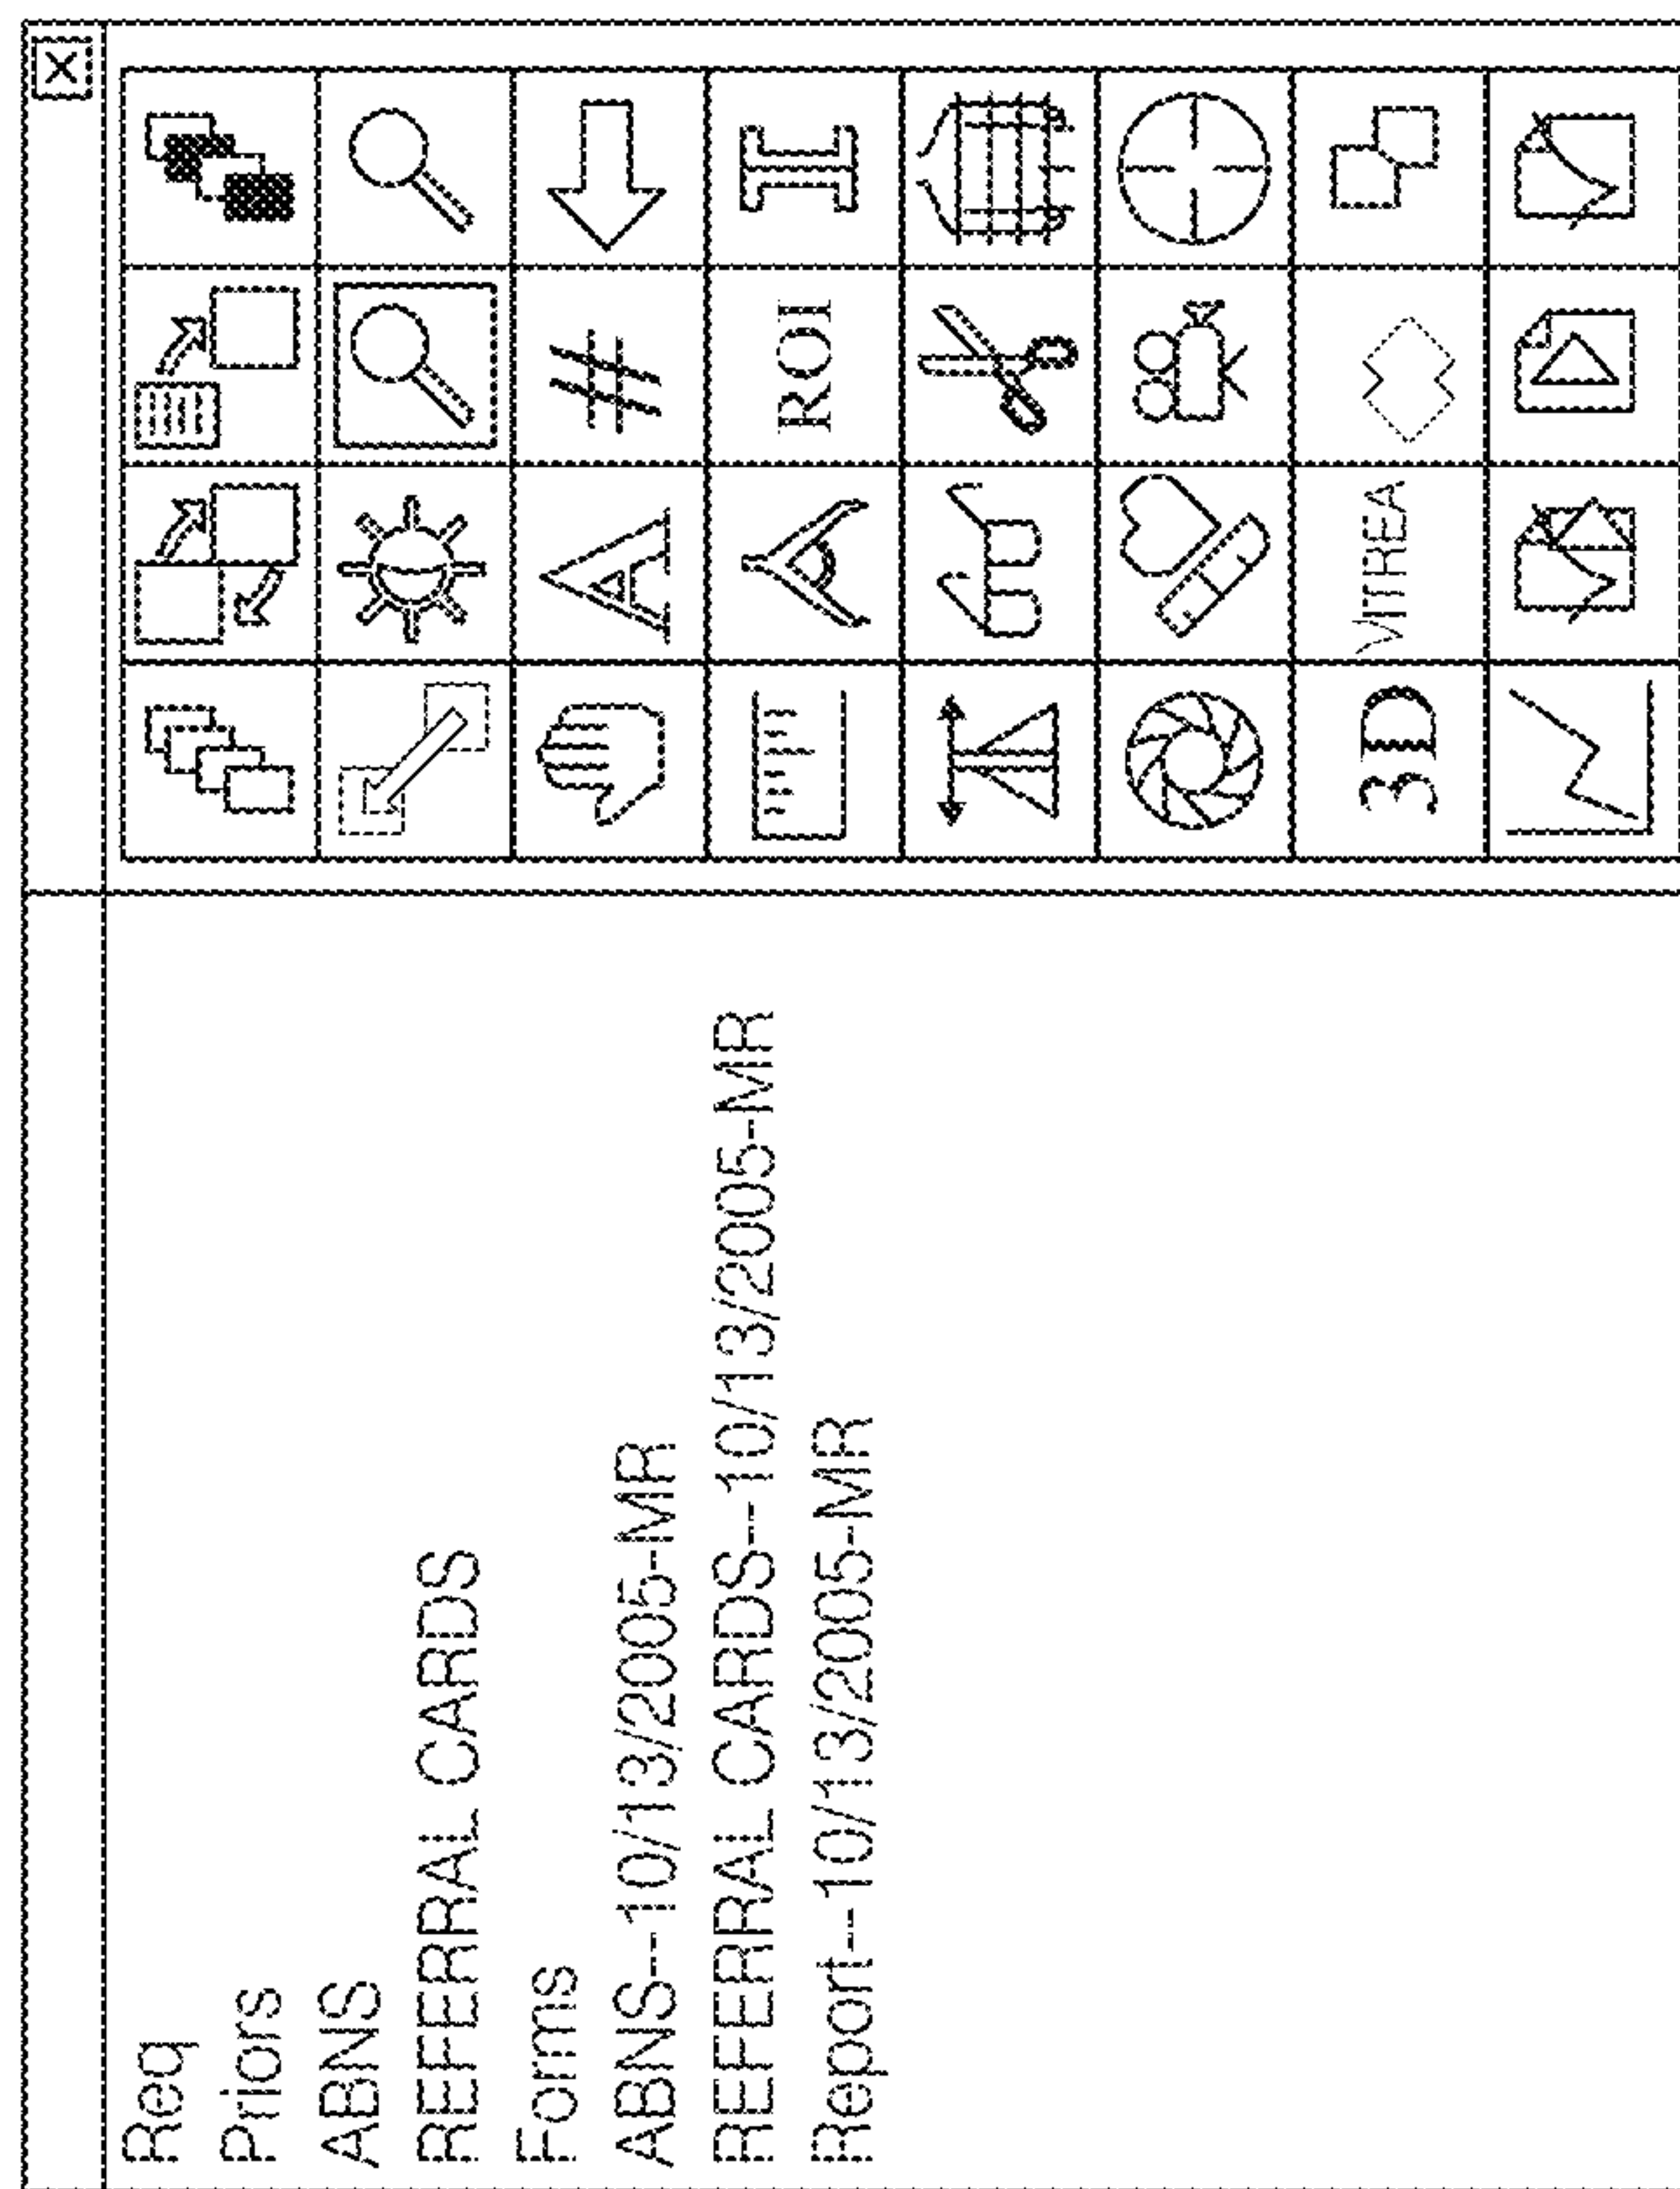 Req
Priors
ABNS
REFERRAL CARDS
Forms
ABNS--10/13/2005-MR
REFERRAL CARDS--10/13/2005-MR
Report--10/13/2005-MR
X
#
A
ROI
3D
VITREA